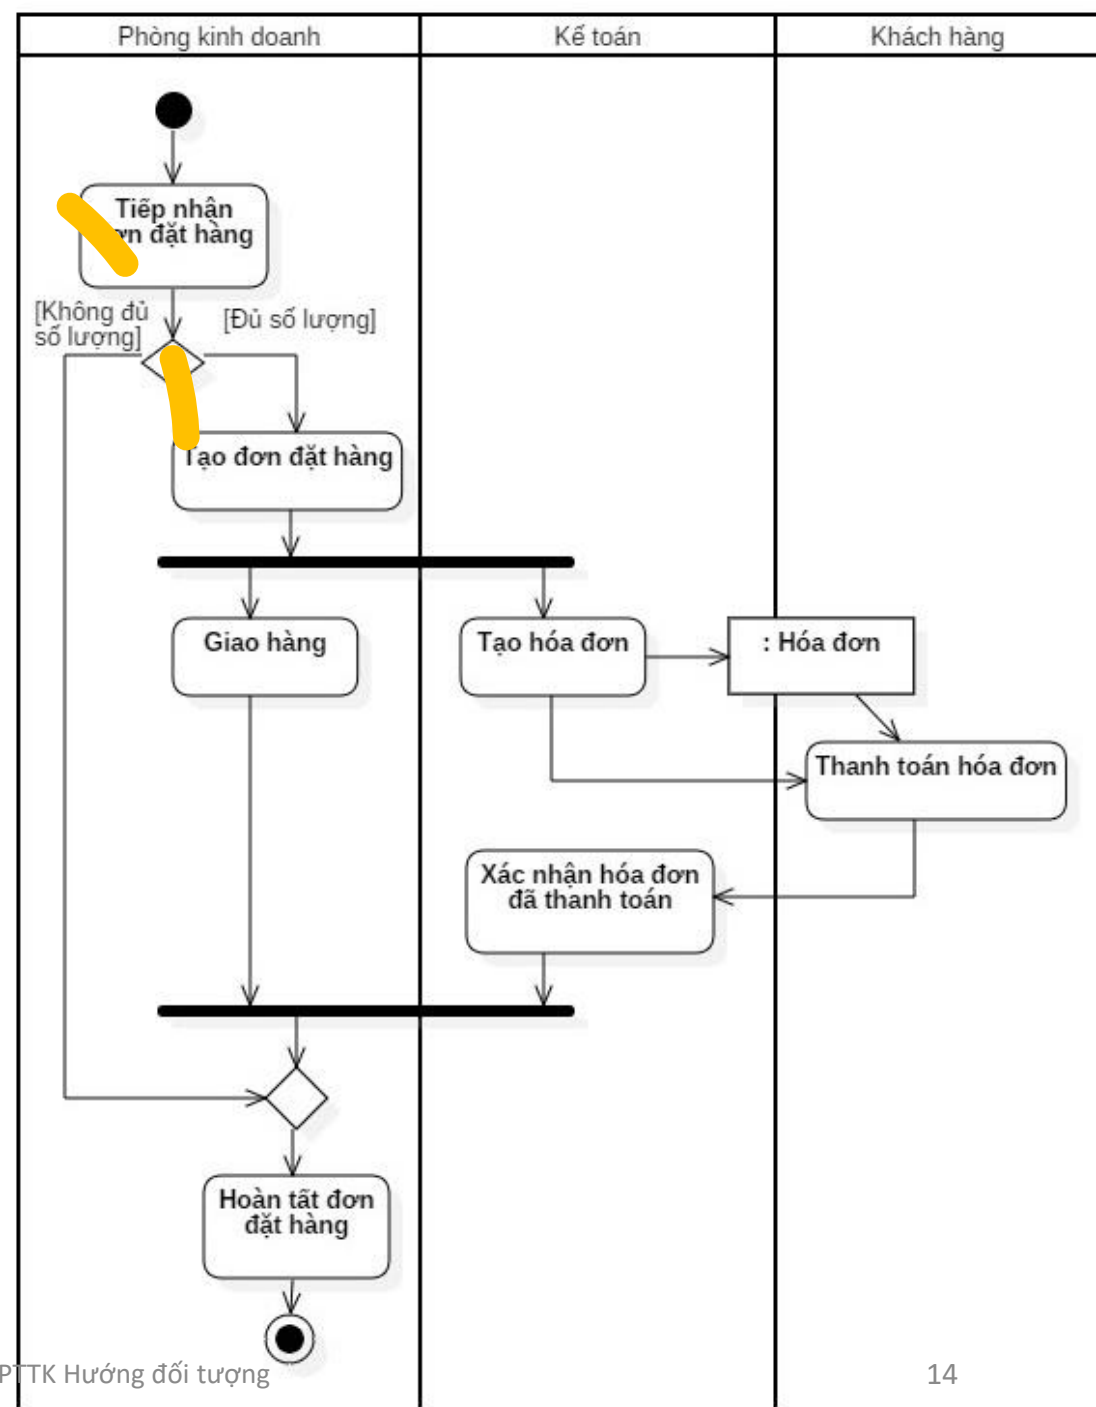 Phòng kinh doanh
Kế toán
Khách hàng
Tiếp nhận
đặt hàng
[Không đủ
số lượng]
[Đủ số lượng]
Tạo đơn đặt hàng
Giao hàng
Tạo hóa đơn
: Hóa đơn
Thanh toán hóa đơn
Xác nhận hóa đơn
đã thanh toán
Hoàn tất đơn
đặt hàng
PTTK Hướng đối tượng
14